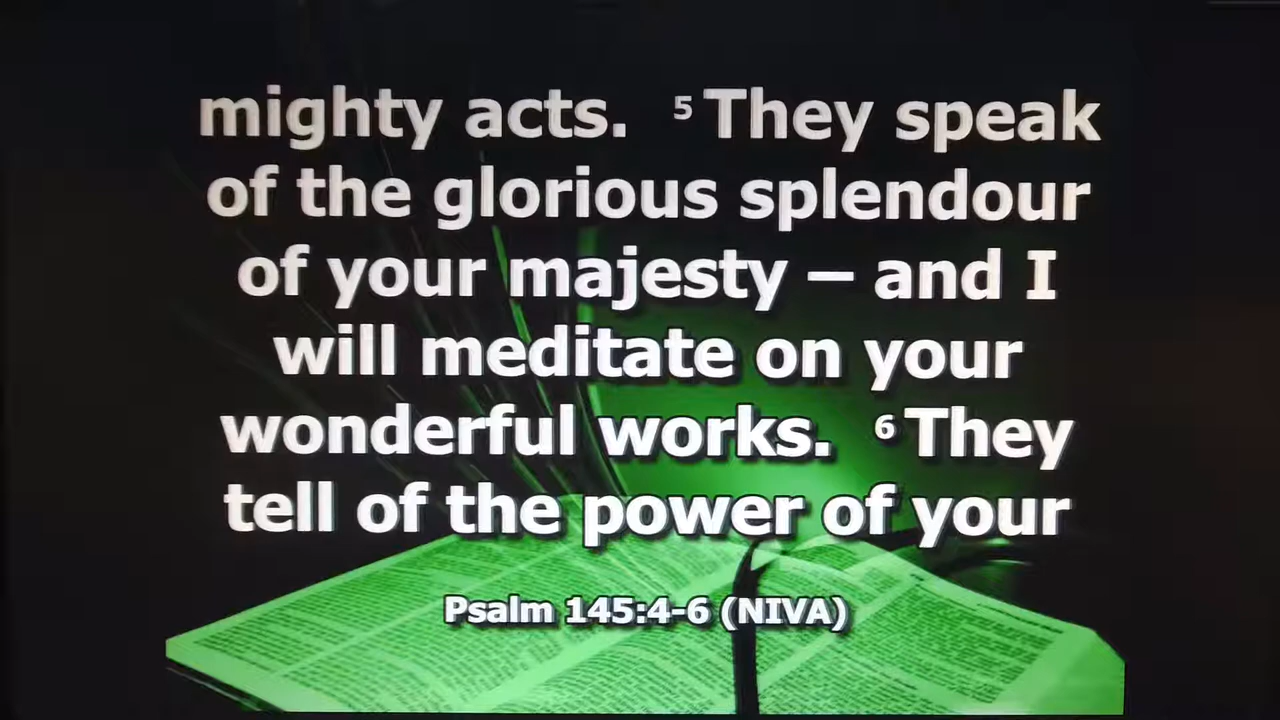 mighty acts. ⁵ They speak
of the glorious splendour
of your majesty – and I
will meditate on your
wonderful works. ⁶ They
tell of the power of your
Psalm 145:4-6 (NIVA)